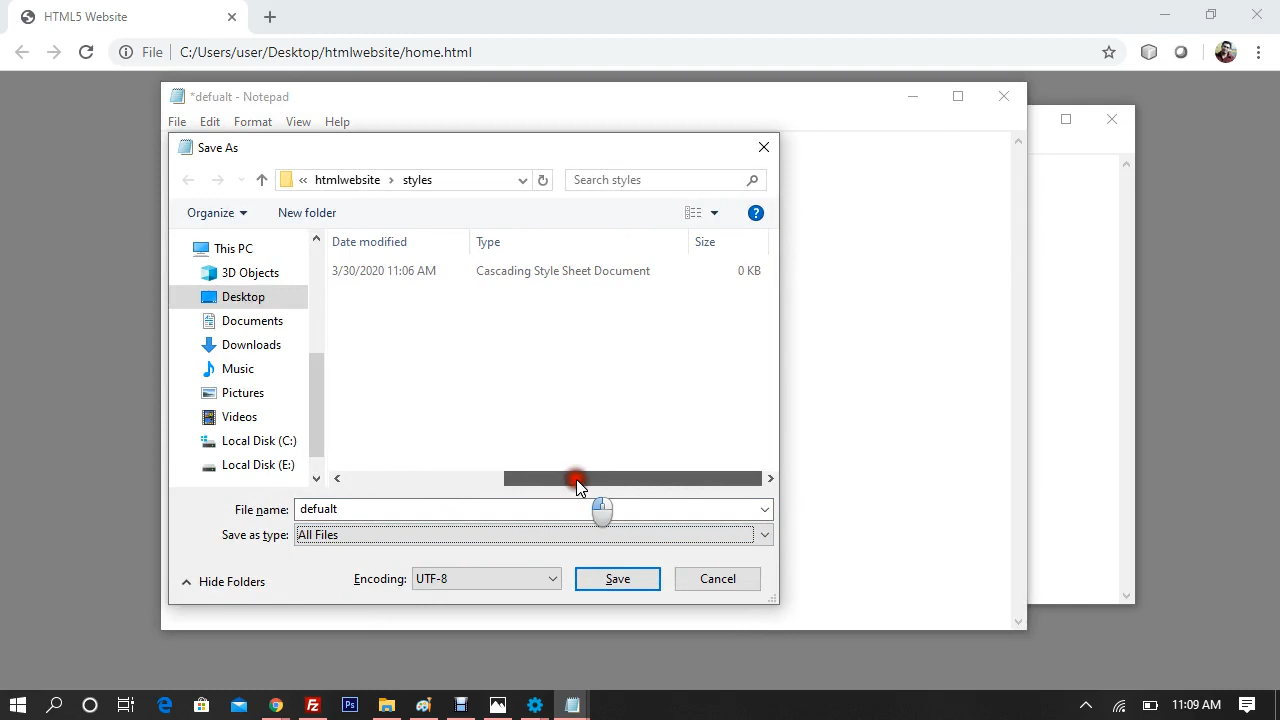 HTML5 Website
File
C:/Users/user/Desktop/htmlwebsite/home.html
*defualt - Notepad
File Edit Format View Help
Save As
« htmlwebsite › styles
Search styles
Organize New folder
?
This PC
3D Objects
Desktop
Documents
Downloads
Music
Pictures
Videos
Local Disk (C:)
Local Disk (E:)
Date modified Type Size
3/30/2020 11:06 AM Cascading Style Sheet Document 0 KB
File name: defualt
Save as type: All Files
Hide Folders
Encoding: UTF-8
Save
Cancel
Fz
Ps
11:09 AM